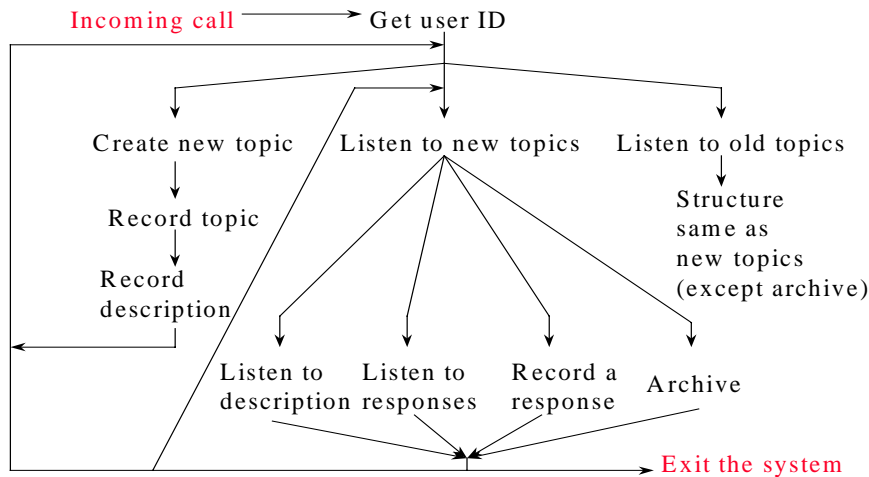 Incoming call
Get user ID
Create new topic
Listen to new topics
Listen to old topics
Record topic
Structure
same as
new topics
(except archive)
Record
description
Listen to
description
Listen to
responses
Record a
response
Archive
Exit the system